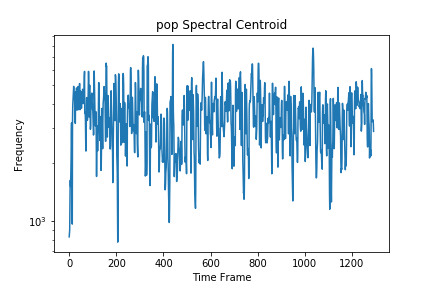 pop Spectral Centroid
Frequency
10³
0 200 400 600 800 1000 1200
Time Frame